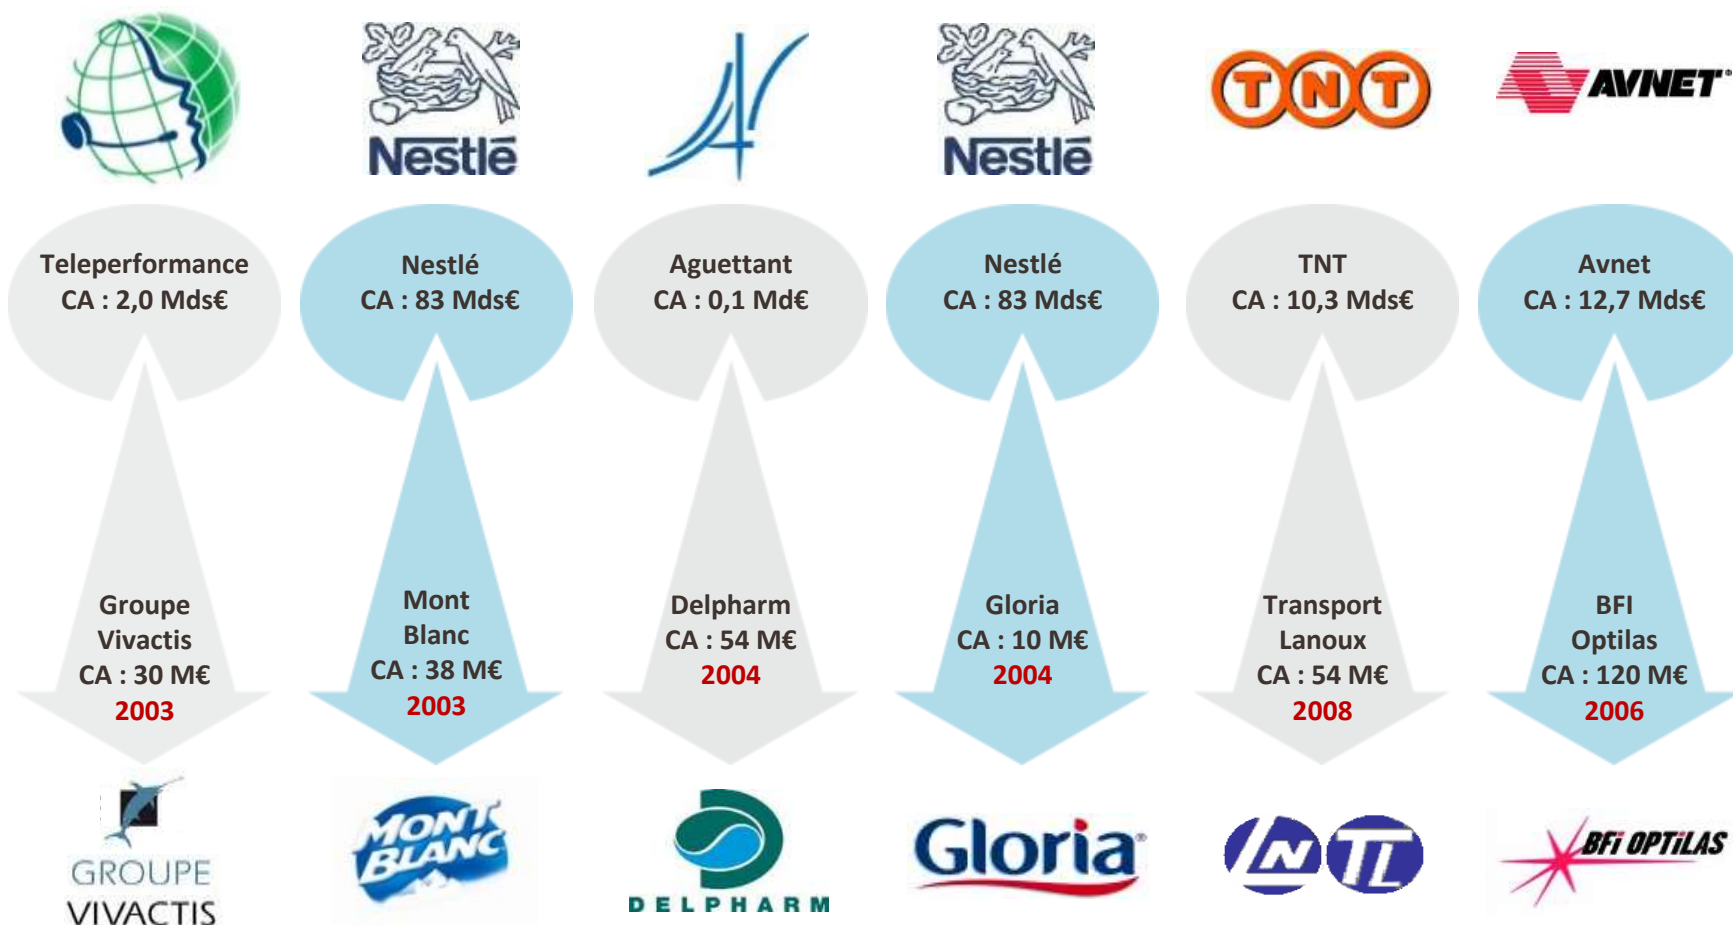 Nestlé
Nestlé
TNT
AVNET
Teleperformance
CA : 2,0 Mds€
Nestlé
CA : 83 Mds€
Aguettant
CA : 0,1 Md€
Nestlé
CA : 83 Mds€
TNT
CA : 10,3 Mds€
Avnet
CA : 12,7 Mds€
Groupe
Vivactis
CA : 30 M€
2003
Mont
Blanc
CA : 38 M€
2003
Delpharm
CA : 54 M€
2004
Gloria
CA : 10 M€
2004
Transport
Lanoux
CA : 54 M€
2008
BFI
Optilas
CA : 120 M€
2006
GROUPE
VIVACTIS
MONT
BLANC
DELPHARM
Gloria
LN TL
BFi OPTiLAS